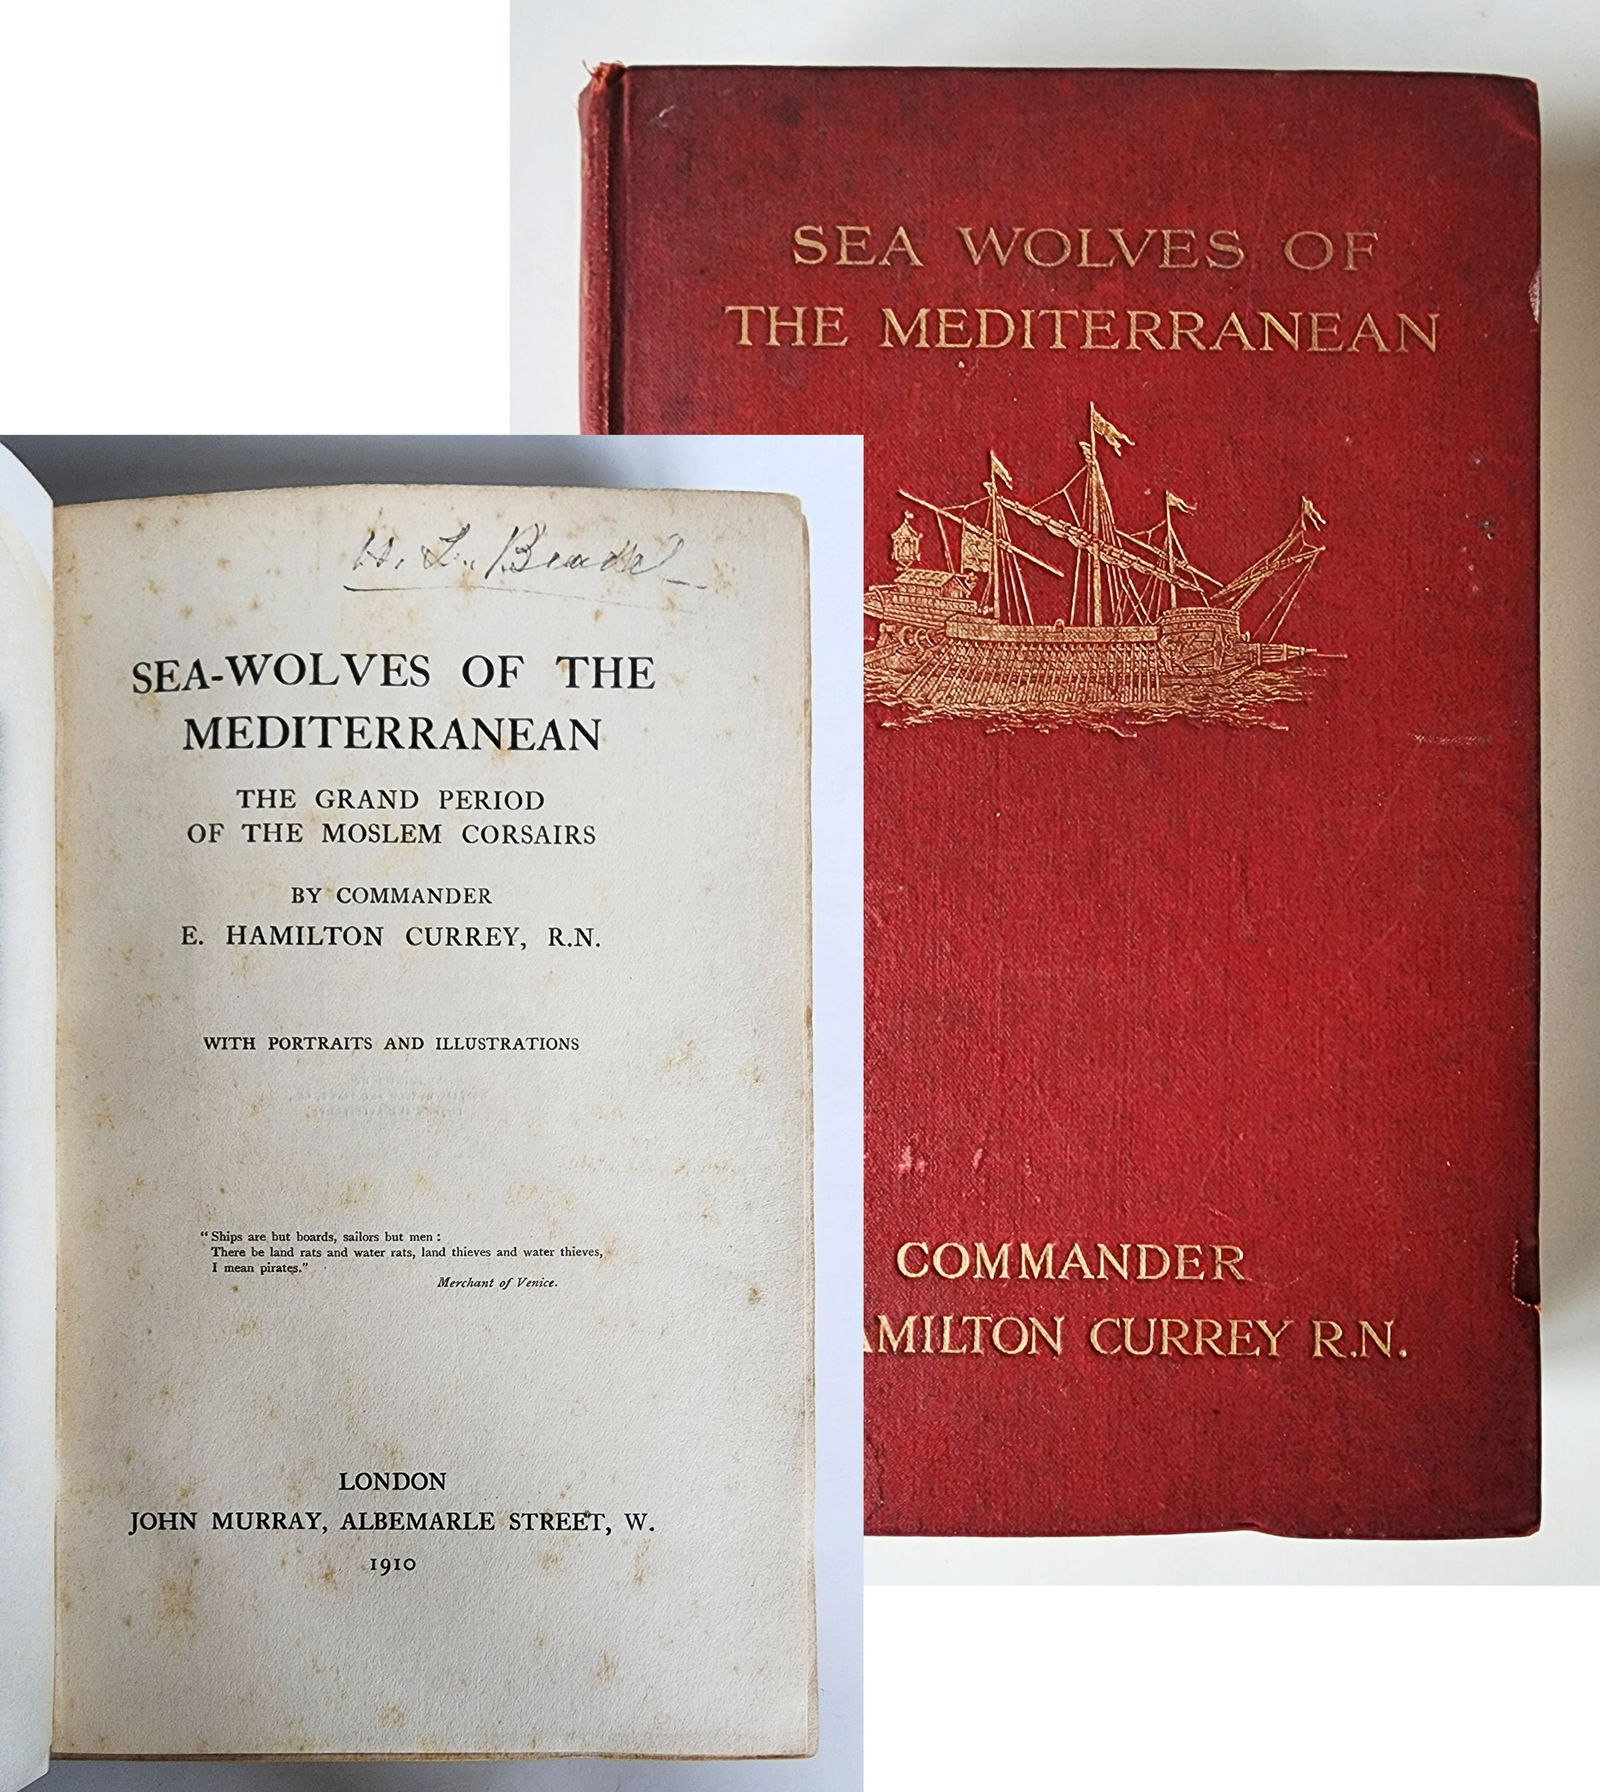 SEA WOLVES OF
THE MEDITERRANEAN
COMMANDER
AMILTON CURREY R.N.
H. L.
SEA-WOLVES OF THE
MEDITERRANEAN
THE GRAND PERIOD
OF THE MOSLEM CORSAIRS
BY COMMANDER
E. HAMILTON CURREY, R.N.
WITH PORTRAITS AND ILLUSTRATIONS
“Ships are but boards, sailors but men :
There be land rats and water rats, land thieves and water thieves,
I mean pirates.”
Merchant of Venice.
LONDON
JOHN MURRAY, ALBEMARLE STREET, W.
1910